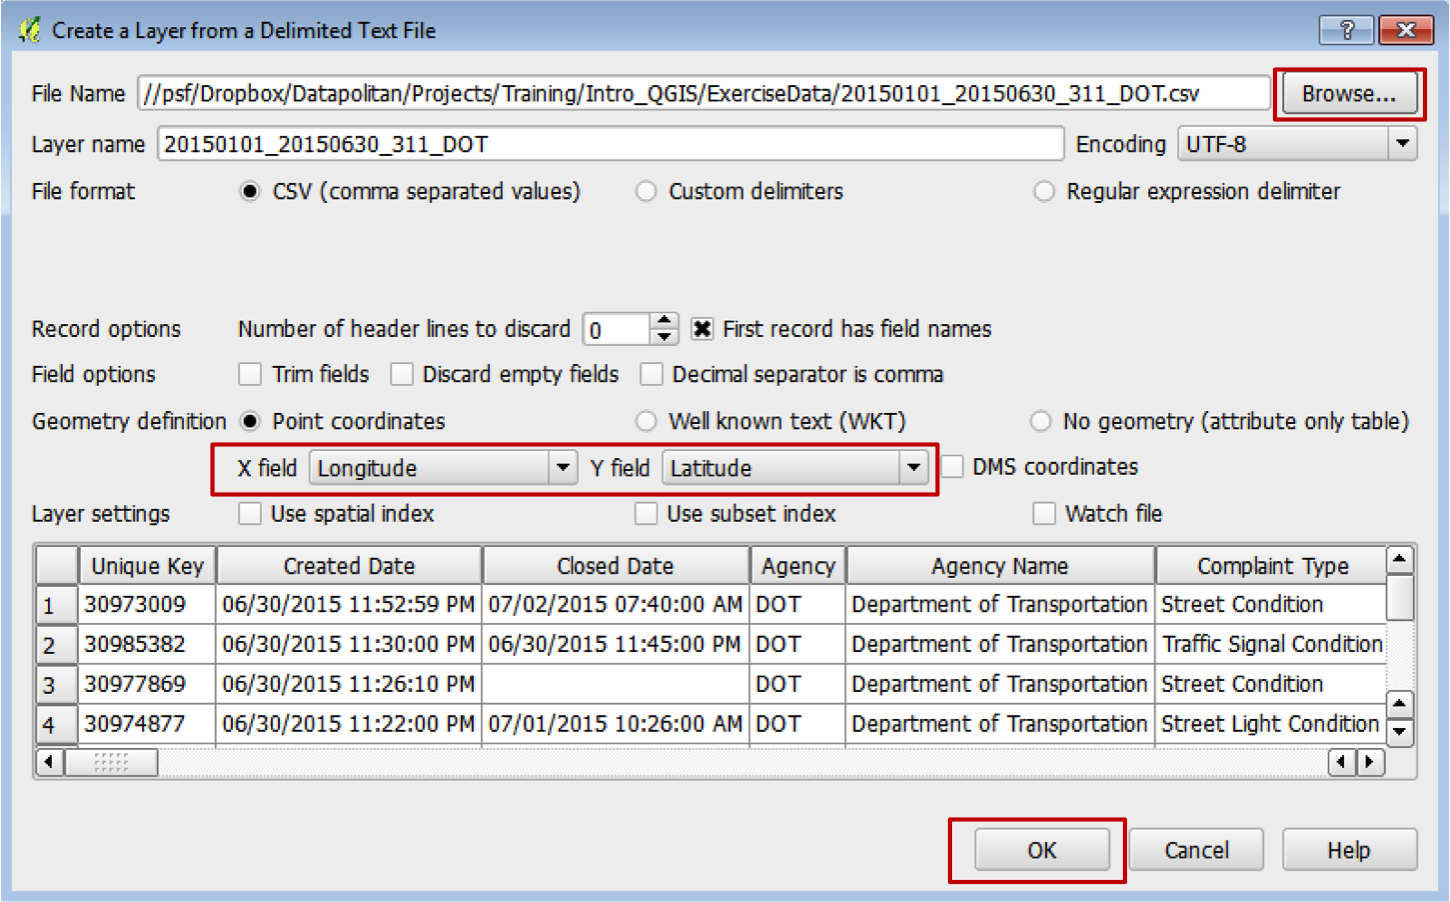 Create a Layer from a Delimited Text File
File Name //psf/Dropbox/Datapolitan/Projects/Training/Intro_QGIS/ExerciseData/20150101_20150630_311_DOT.csv Browse...
Layer name 20150101_20150630_311_DOT Encoding UTF-8
File format CSV (comma separated values) Custom delimiters Regular expression delimiter
Record options Number of header lines to discard 0 First record has field names
Field options Trim fields Discard empty fields Decimal separator is comma
Geometry definition Point coordinates Well known text (WKT) No geometry (attribute only table)
X field Longitude Y field Latitude DMS coordinates
Layer settings Use spatial index Use subset index Watch file
Unique Key Created Date Closed Date Agency Agency Name Complaint Type
1 30973009 06/30/2015 11:52:59 PM 07/02/2015 07:40:00 AM DOT Department of Transportation Street Condition
2 30985382 06/30/2015 11:30:00 PM 06/30/2015 11:45:00 PM DOT Department of Transportation Traffic Signal Condition
3 30977869 06/30/2015 11:26:10 PM DOT Department of Transportation Street Condition
4 30974877 06/30/2015 11:22:00 PM 07/01/2015 10:26:00 AM DOT Department of Transportation Street Light Condition
OK Cancel Help